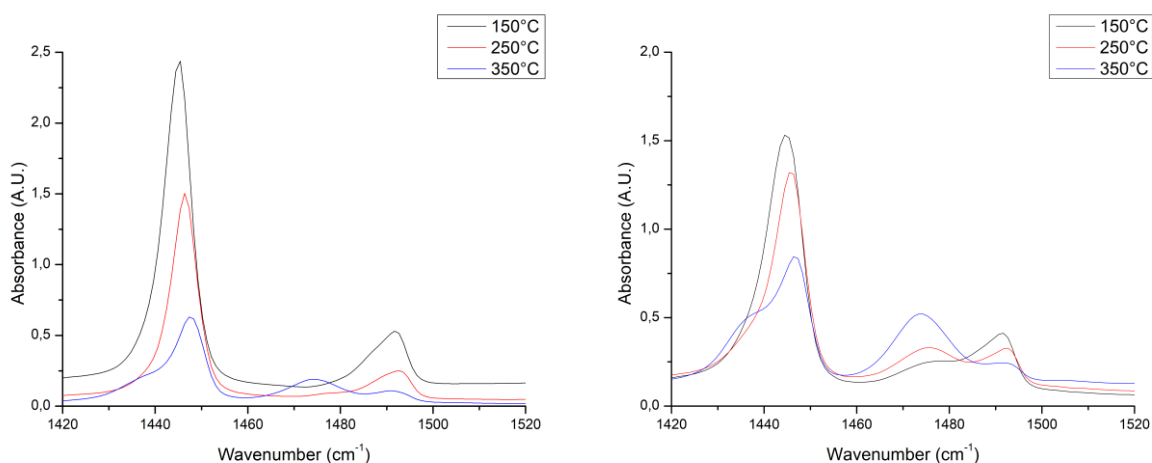 150°C
250°C
350°C
2,5
2,0
1,5
1,0
0,5
0,0
Absorbance (A.U.)
1420 1440 1460 1480 1500 1520
Wavenumber (cm-1)
150°C
250°C
350°C
2,0
1,5
1,0
0,5
0,0
Absorbance (A.U.)
1420 1440 1460 1480 1500 1520
Wavenumber (cm-1)